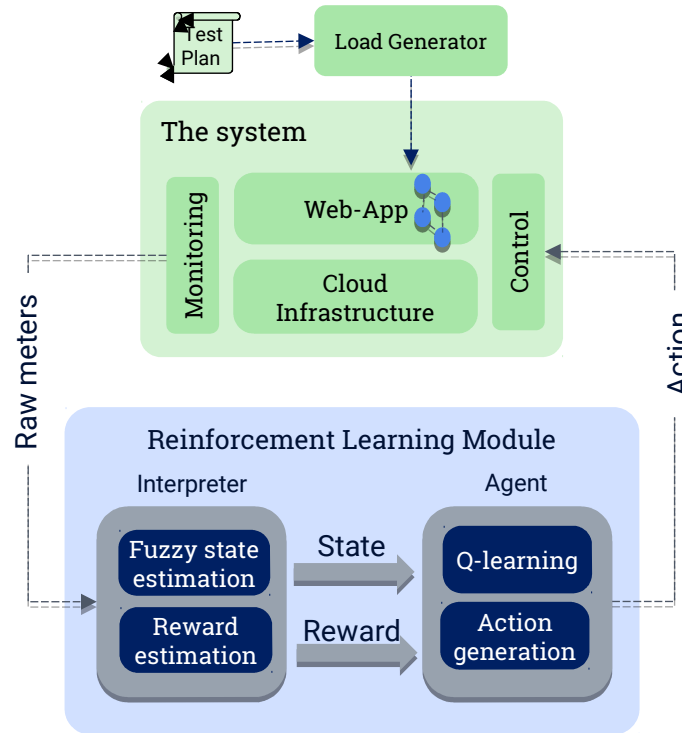 Test
Plan
Load Generator
The system
Monitoring
Web-App
Cloud
Infrastructure
Control
Raw meters
Action
Reinforcement Learning Module
Interpreter
Agent
Fuzzy state
estimation
State
Q-learning
Reward
estimation
Reward
Action
generation